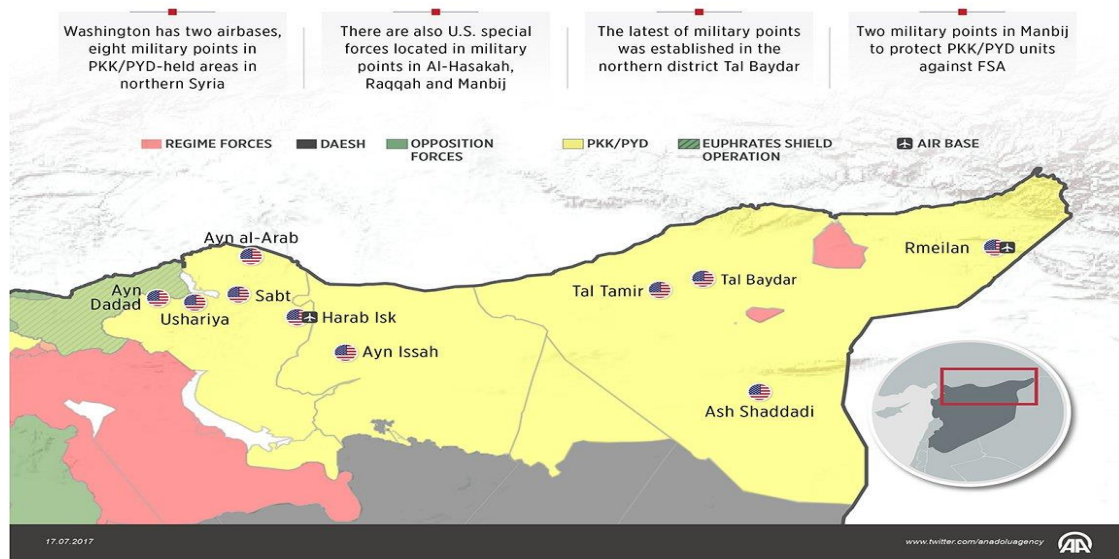 Washington has two airbases,
eight military points in
PKK/PYD-held areas in
northern Syria
There are also U.S. special
forces located in military
points in Al-Hasakah,
Raqqah and Manbij
The latest of military points
was established in the
northern district Tal Baydar
Two military points in Manbij
to protect PKK/PYD units
against FSA
REGIME FORCES
DAESH
OPPOSITION
FORCES
PKK/PYD
EUPHRATES SHIELD
OPERATION
AIR BASE
Ayn al-Arab
Rmeilan
Ayn
Dadad
Sabt
Ushariya
Harab Isk
Tal Tamir
Tal Baydar
Ayn Issah
Ash Shaddadi
17.07.2017
www.twitter.com/anadoluagency
AA